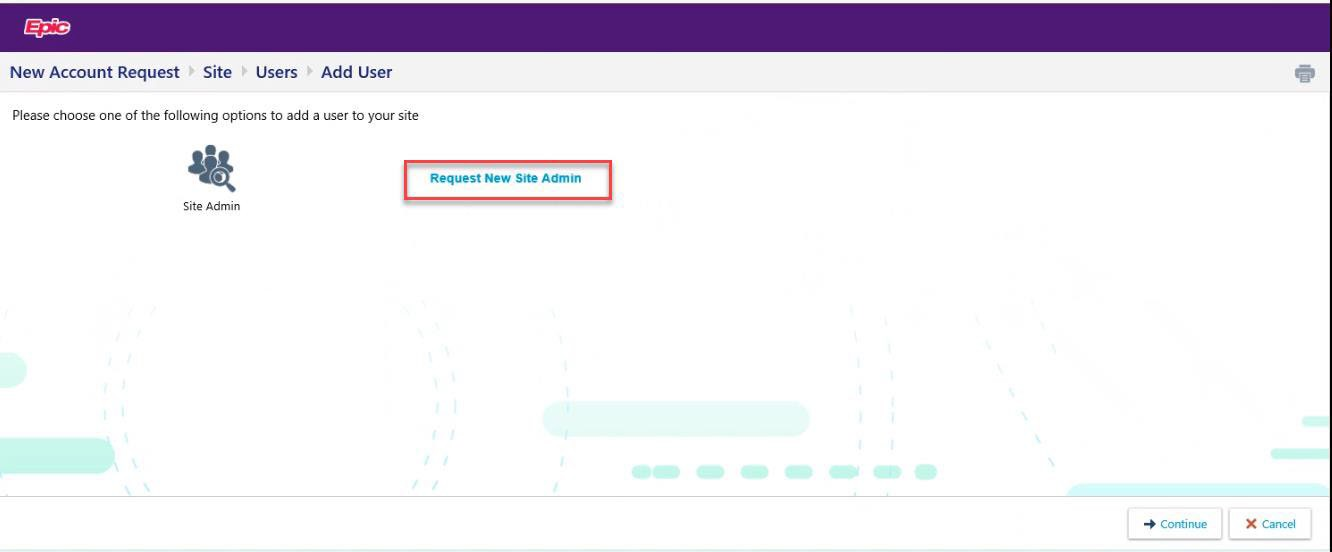 Epic
New Account Request Site Users Add User
Please choose one of the following options to add a user to your site
Request New Site Admin
Site Admin
Continue Cancel